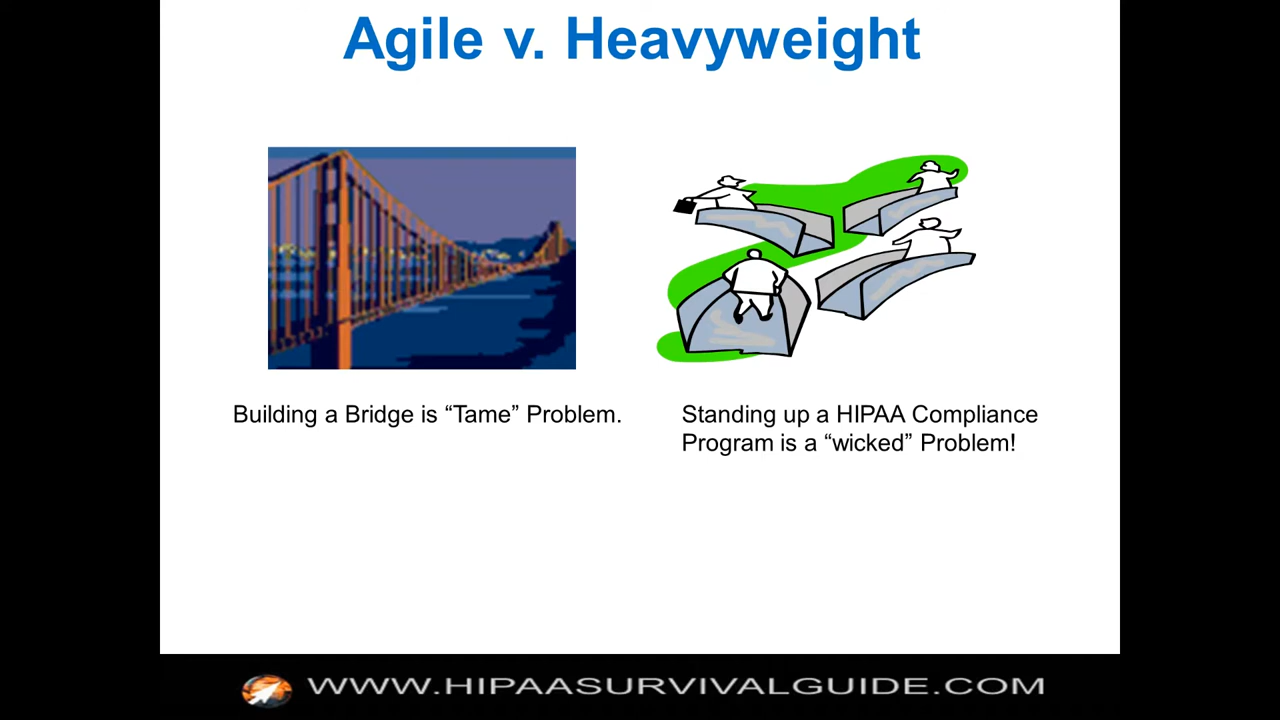 Agile v. Heavyweight
Building a Bridge is “Tame” Problem.
Standing up a HIPAA Compliance
Program is a “wicked” Problem!
WWW.HIPAASURVIVALGUIDE.COM